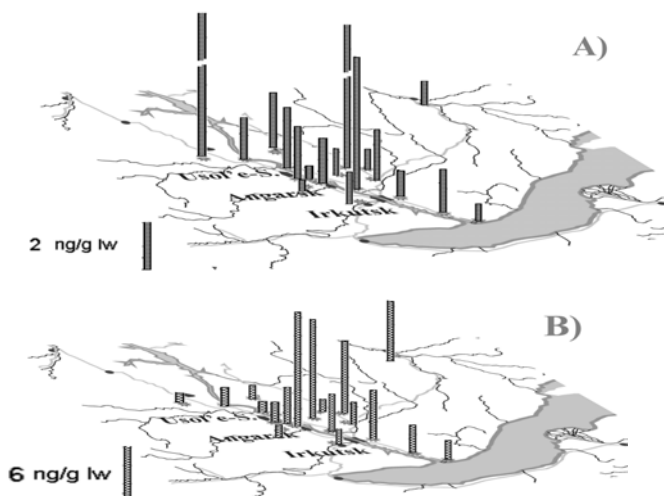 A)
Usol'e-S.
Angarsk
Irkutsk
2 ng/g lw
B)
Usol'e-S.
Angarsk
Irkutsk
6 ng/g lw